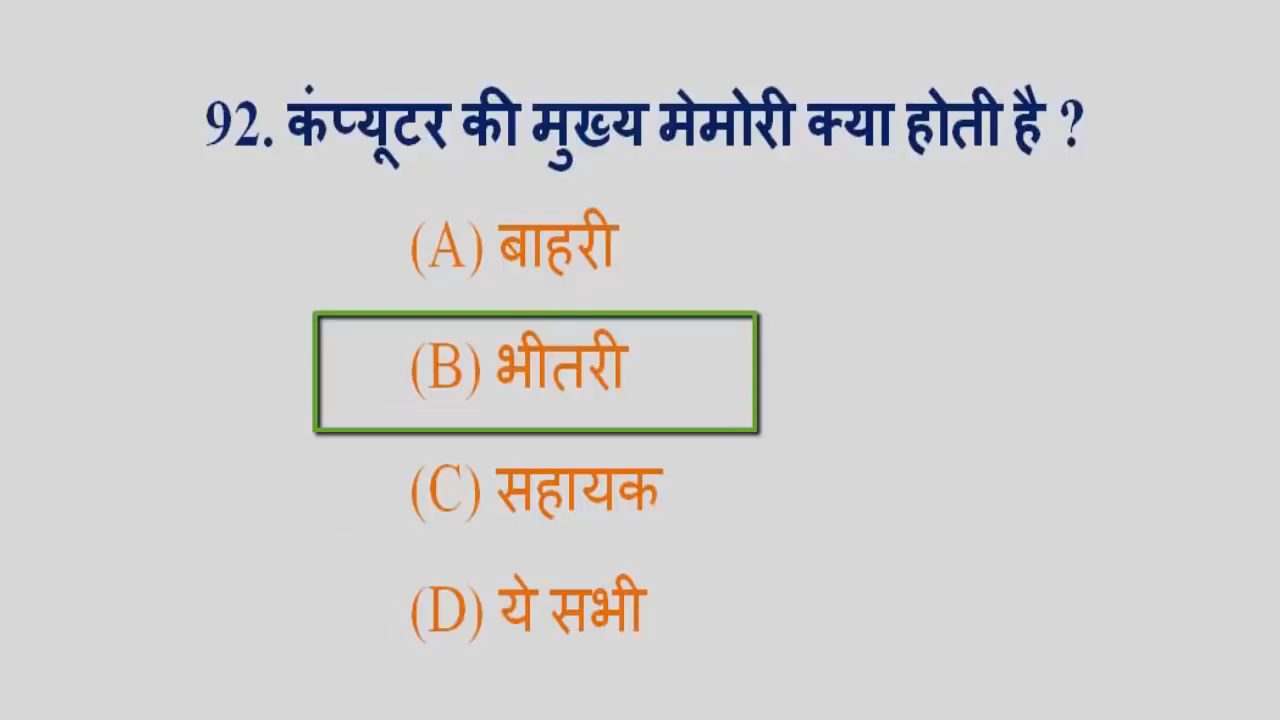 92. कंप्यूटर की मुख्य मेमोरी क्या होती है ?
(A) बाहरी
(B) भीतरी
(C) सहायक
(D) ये सभी